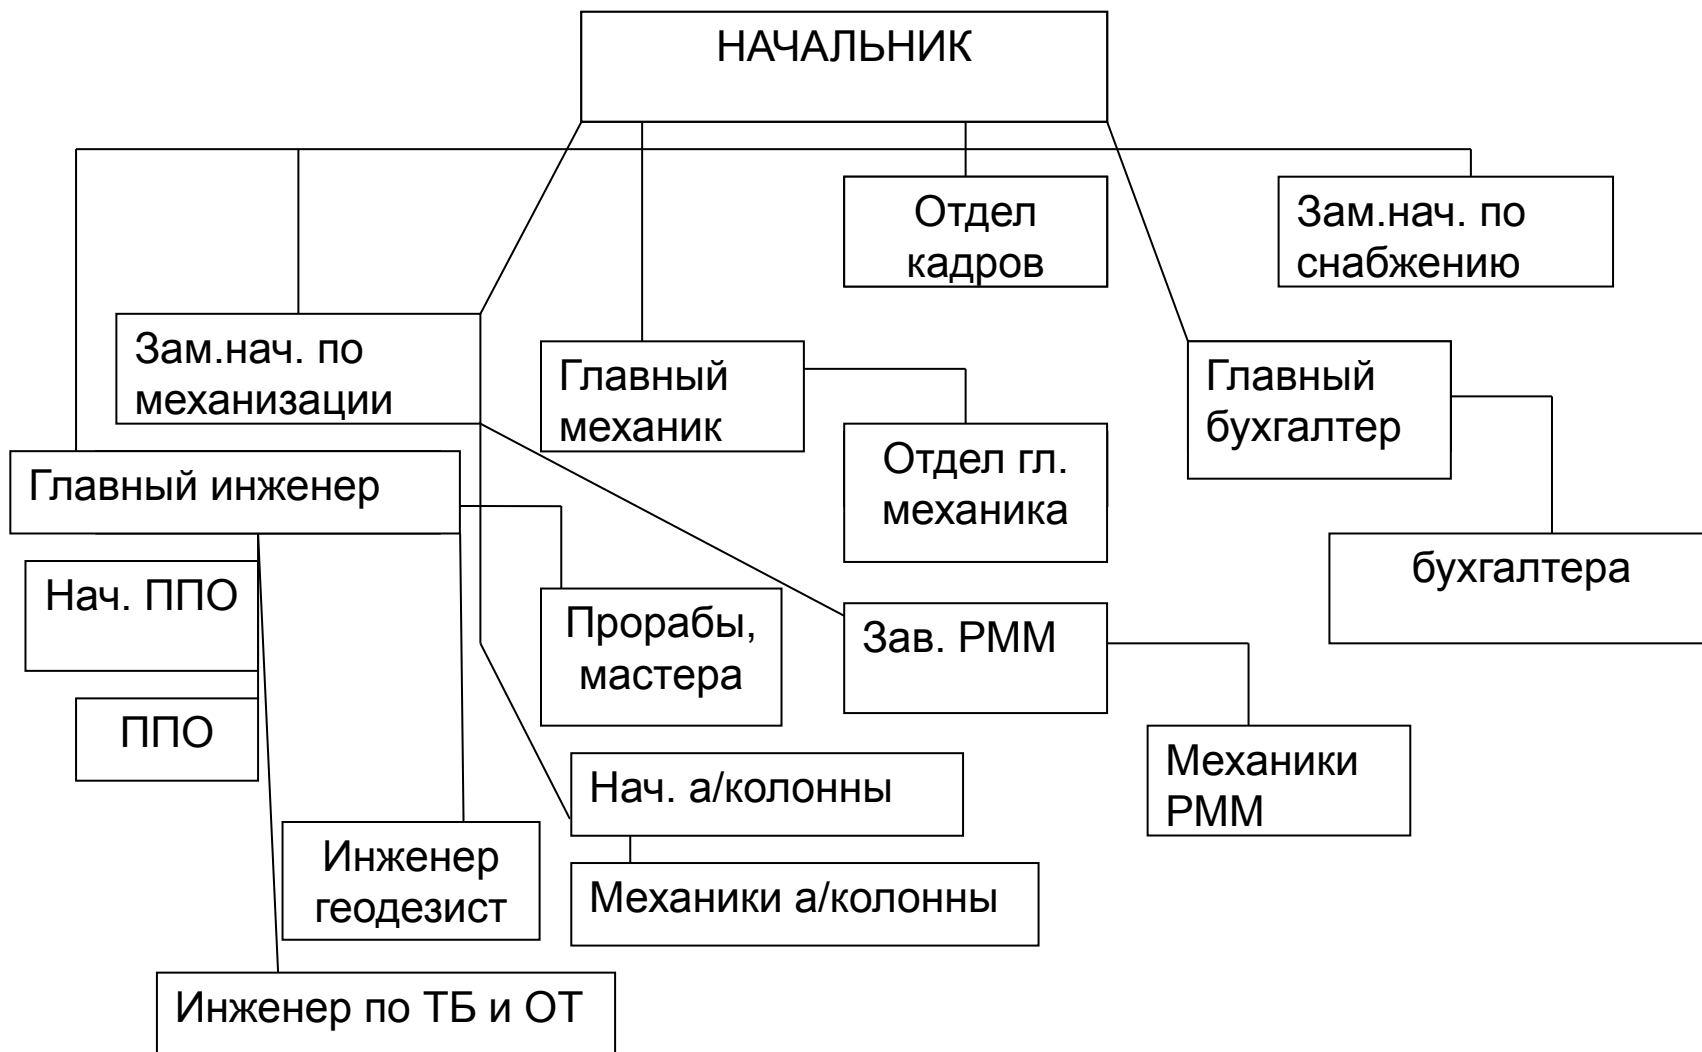 НАЧАЛЬНИК
Отдел
кадров
Зам.нач. по
снабжению
Зам.нач. по
механизации
Главный
механик
Главный
бухгалтер
Отдел гл.
механика
Главный инженер
бухгалтера
Нач. ППО
Прорабы,
мастера
Зав. РММ
ППО
Механики
РММ
Нач. а/колонны
Инженер
геодезист
Механики а/колонны
Инженер по ТБ и ОТ